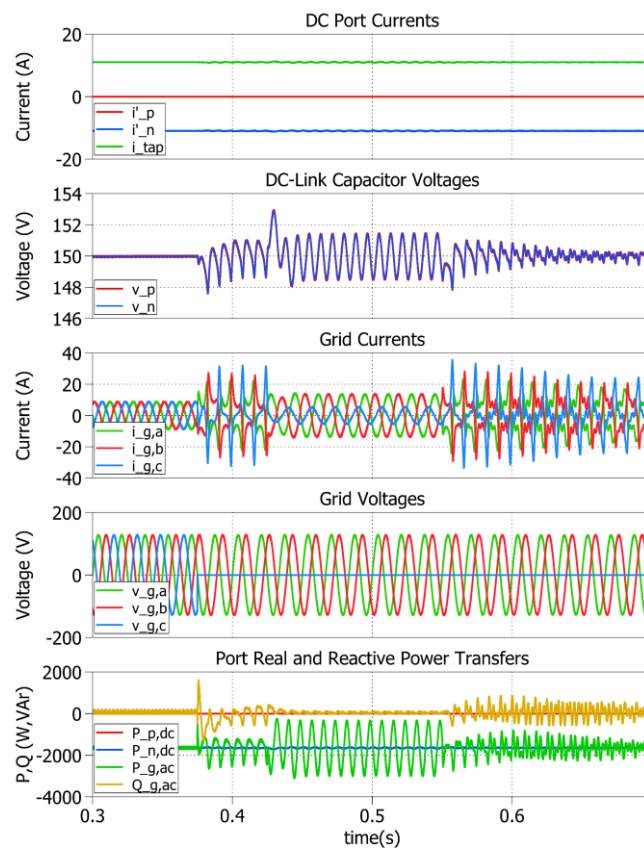 DC Port Currents
Current (A)
20
0
-20
i'_p
i'_n
i_tap
DC-Link Capacitor Voltages
Voltage (V)
154
152
150
148
146
v_p
v_n
Grid Currents
Current (A)
40
20
0
-20
-40
i_g,a
i_g,b
i_g,c
Grid Voltages
Voltage (V)
200
0
-200
v_g,a
v_g,b
v_g,c
Port Real and Reactive Power Transfers
P,Q (W,VAr)
2000
0
-2000
-4000
P_p,dc
P_n,dc
P_g,ac
Q_g,ac
0.3 0.4 0.5 0.6
time(s)